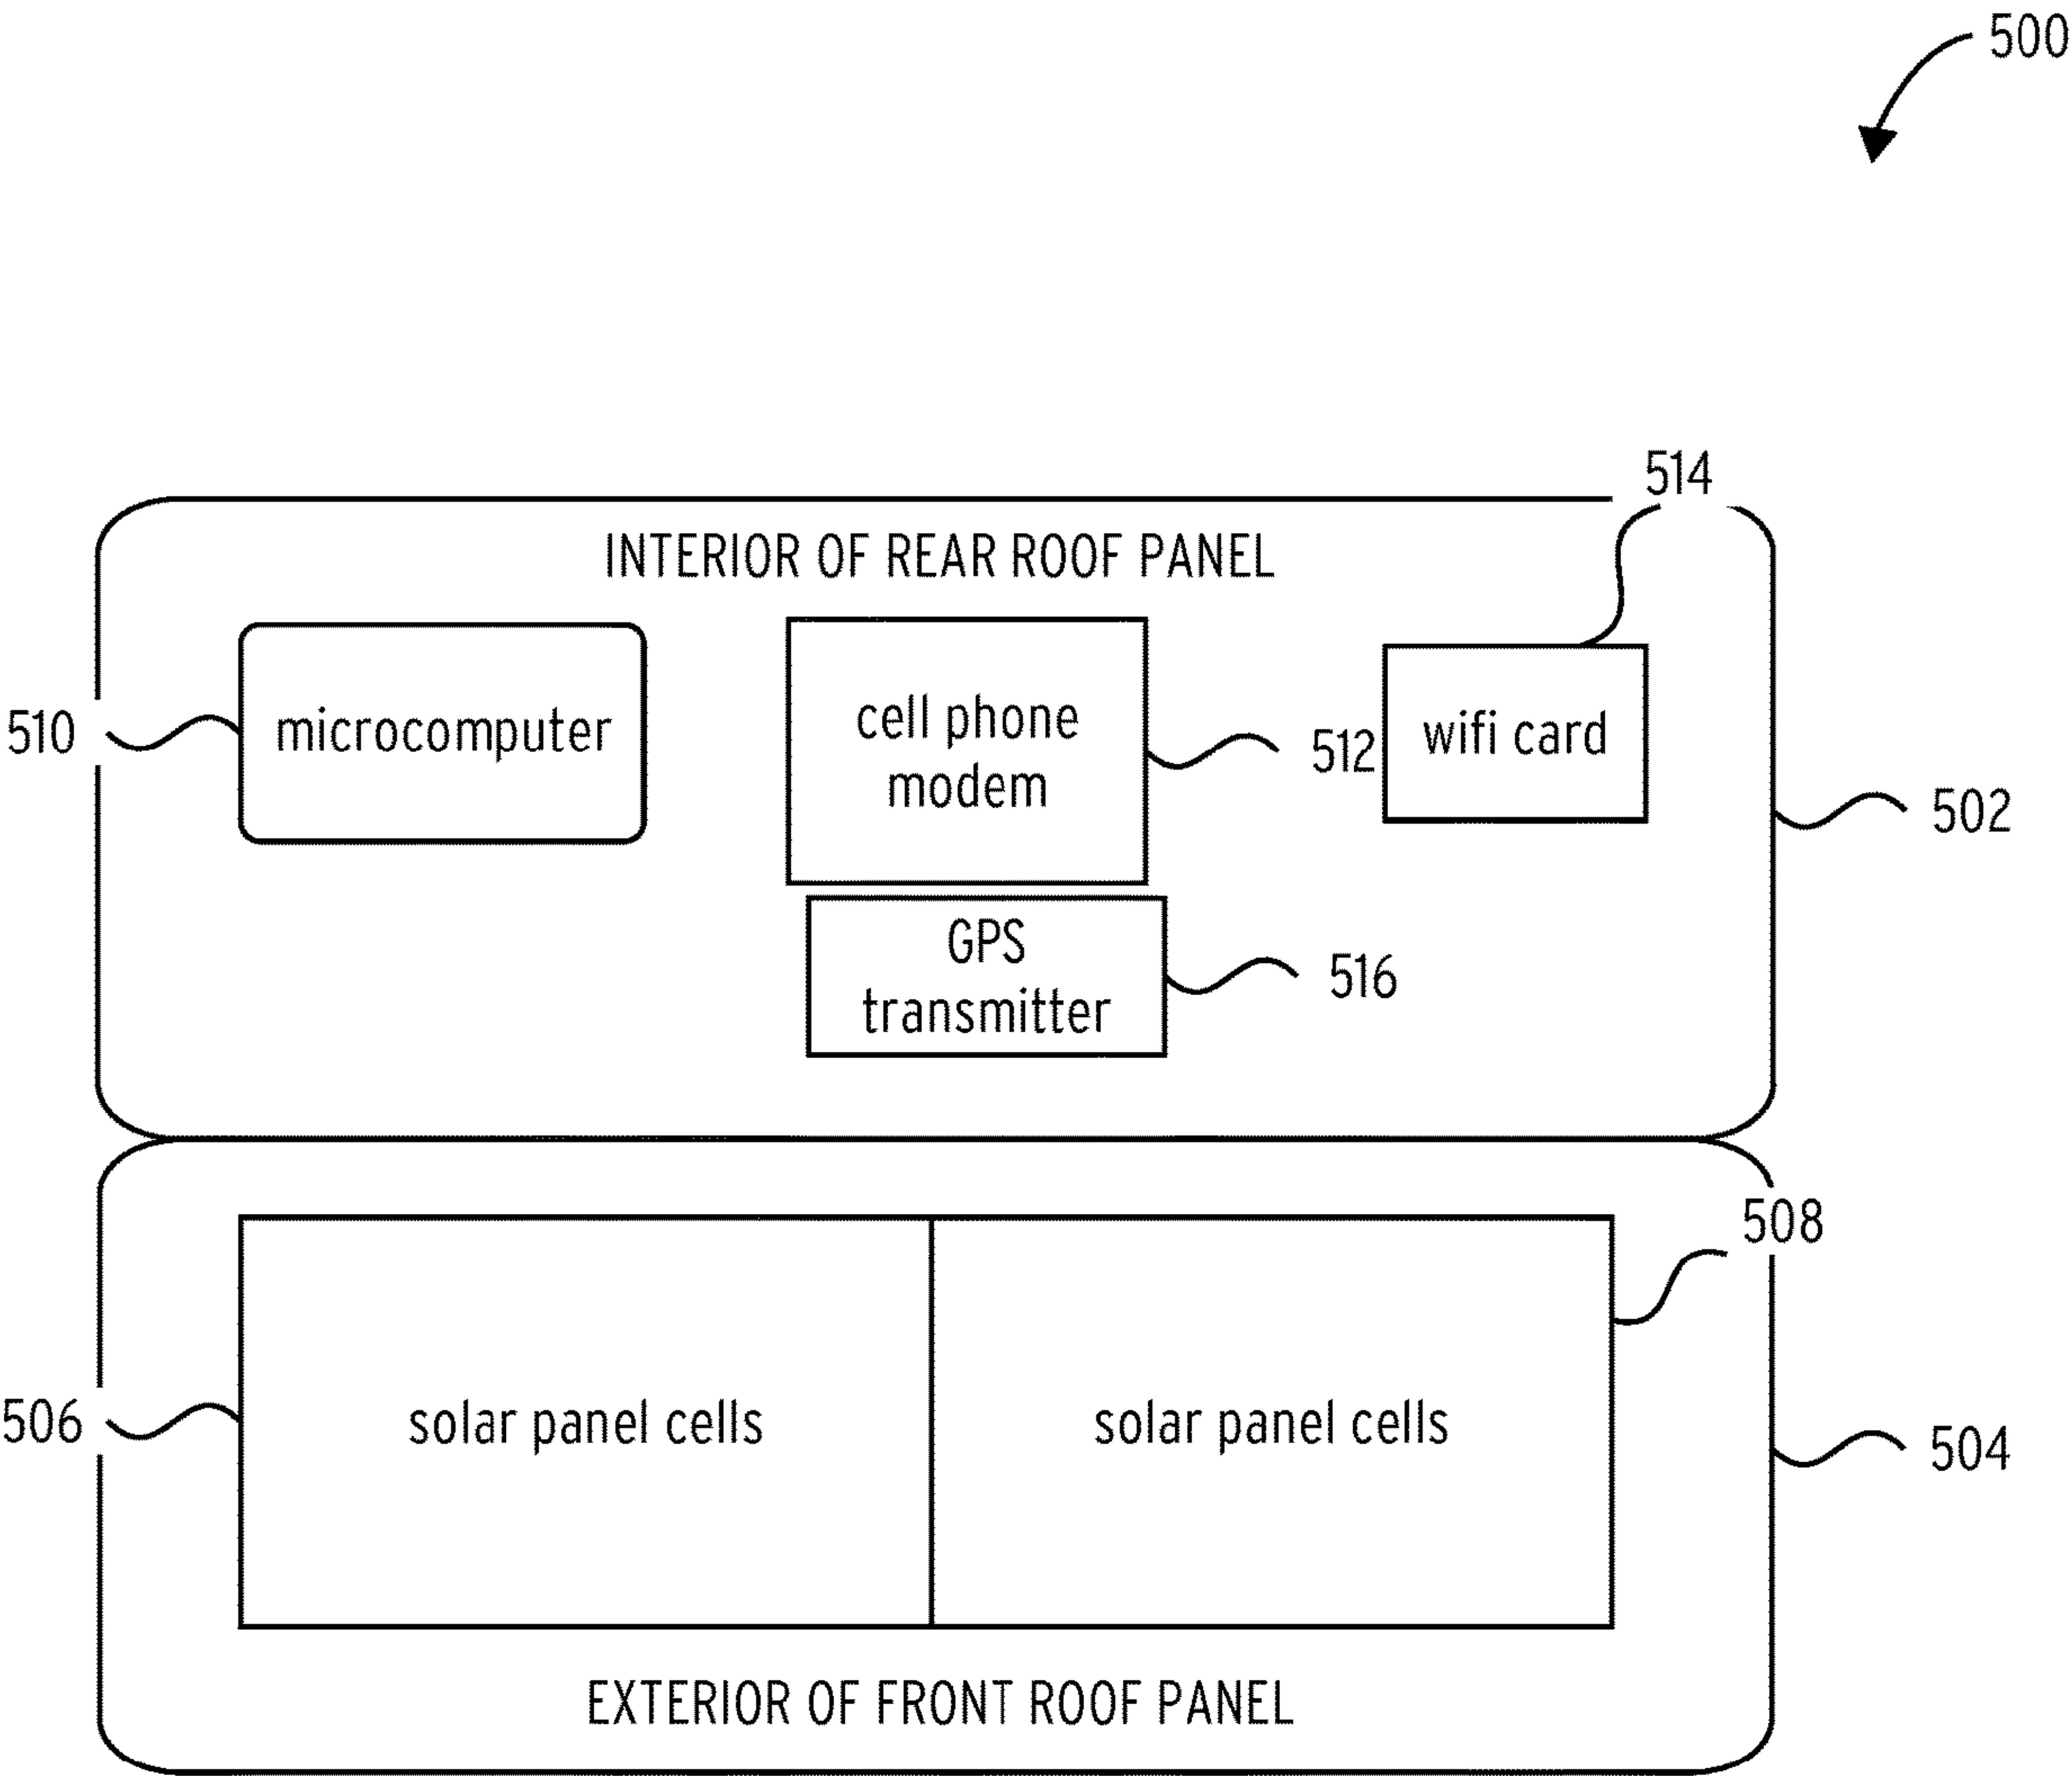 500
514
INTERIOR OF REAR ROOF PANEL
510
microcomputer
cell phone
modem
512
wifi card
502
GPS
transmitter
516
508
506
solar panel cells
solar panel cells
504
EXTERIOR OF FRONT ROOF PANEL